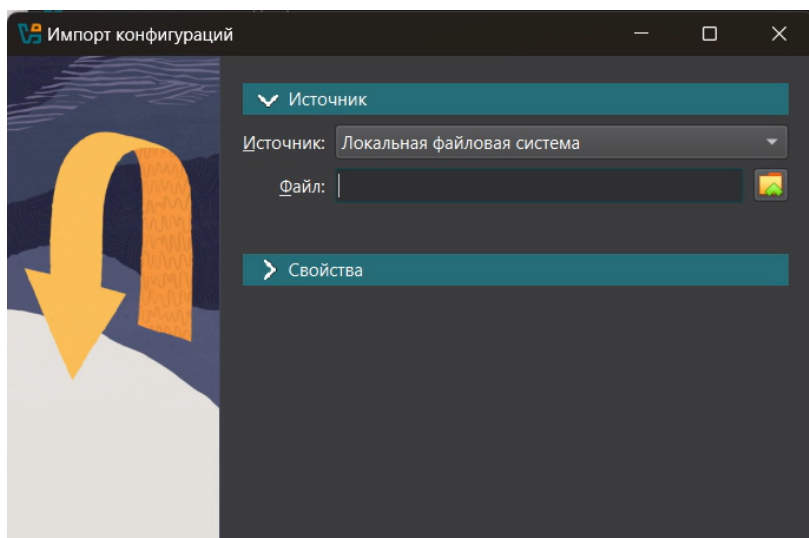 Импорт конфигураций
Источник
Источник: Локальная файловая система
Файл:
Свойства